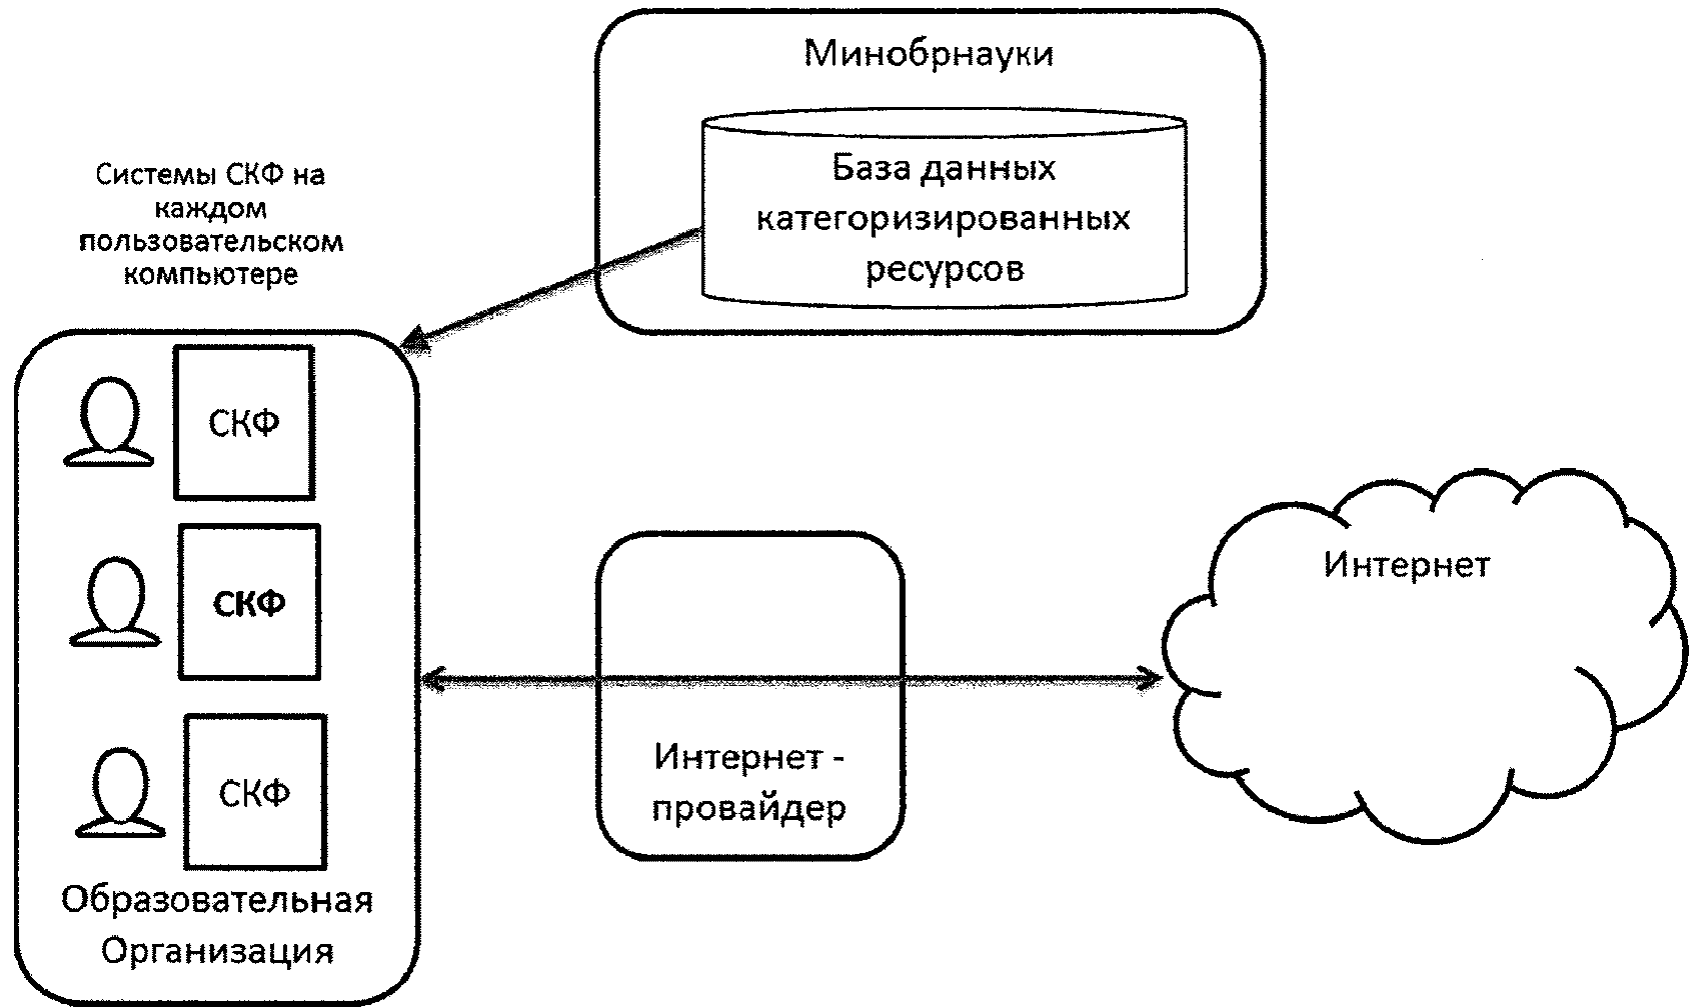 Минобрнауки
База данных
категоризированных
ресурсов
Системы СКФ на
каждом
пользовательском
компьютере
СКФ
СКФ
СКФ
Образовательная
Организация
Интернет -
провайдер
Интернет